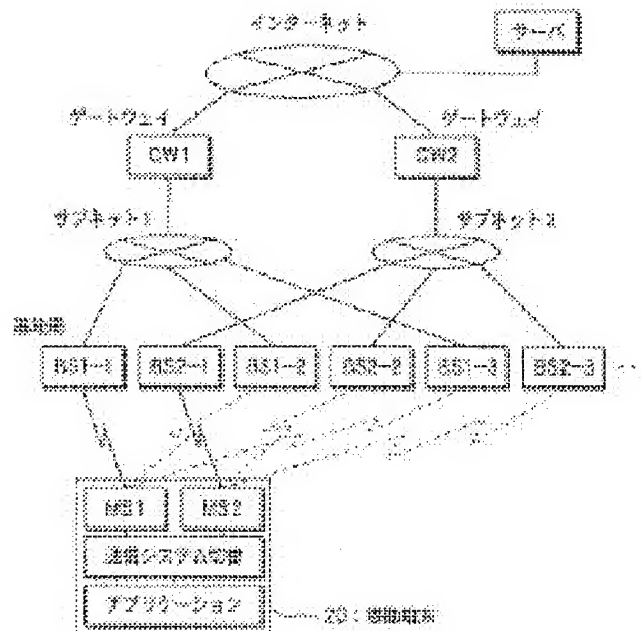 インターネット
サーバ
ゲートウェイ
ゲートウェイ
GW1
GW2
サブネット1
サブネット2
基地局
BS1-1
BS2-1
BS1-2
BS2-2
BS1-3
BS2-3
MS1
MS2
通信システム切替
アプリケーション
20:移動端末